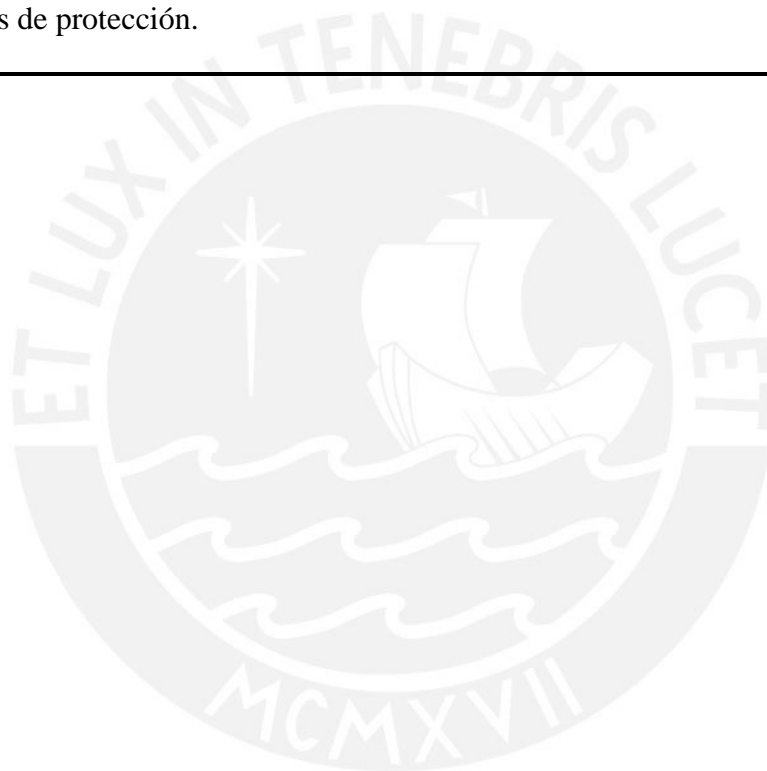 s de protección.
ET LUX IN TENEBRIS LUCET
MCMXVII